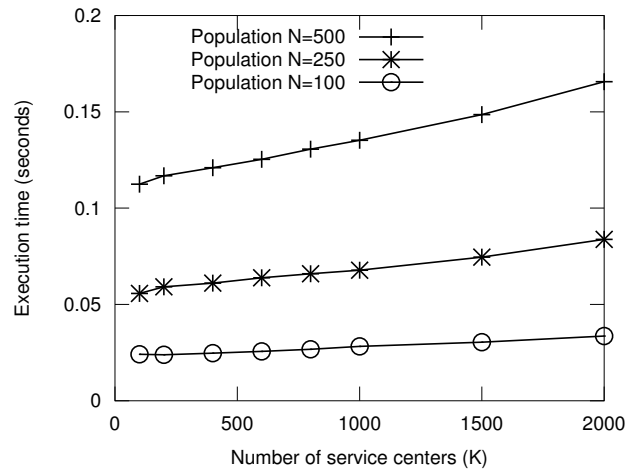 Population N=500
Population N=250
Population N=100
0.2
0.15
0.1
0.05
0
Execution time (seconds)
0 500 1000 1500 2000
Number of service centers (K)